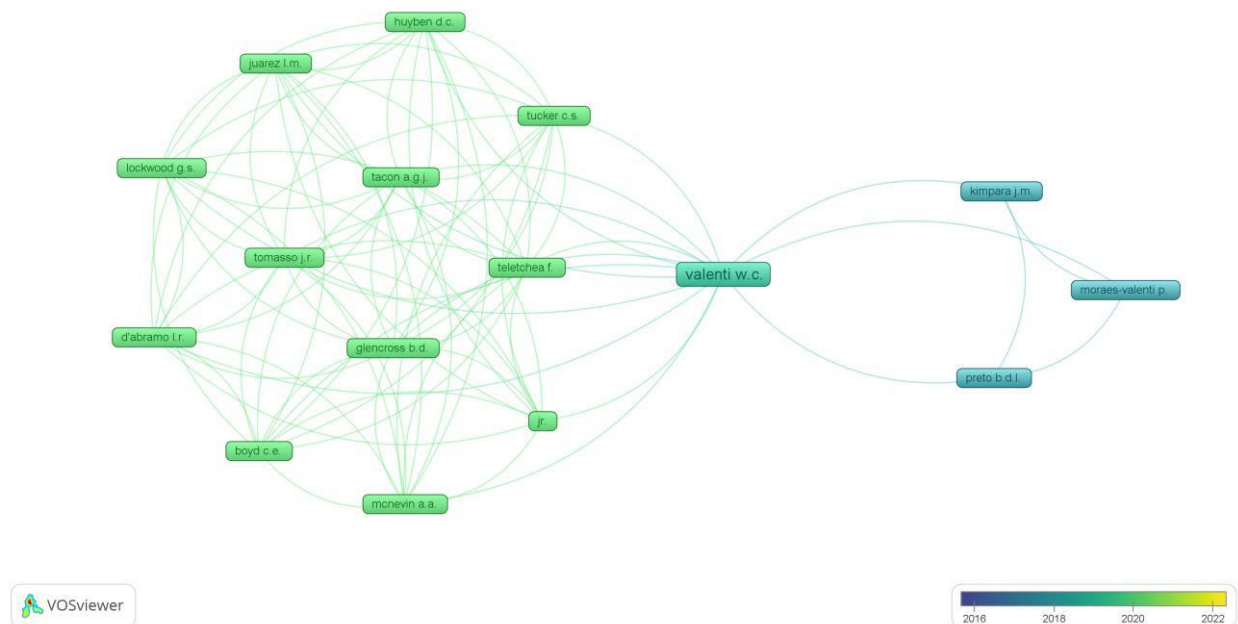 huyben d.c.
juarez l.m.
tucker c.s.
lockwood g.s.
tacon a.g.j.
kimpara j.m.
tomasso j.r.
teletchea f.
valenti w.c.
moraes-valenti p.
d'abramo l.r.
glencross b.d.
preto b.d.l.
jr.
boyd c.e.
mcnevin a.a.
VOSviewer
2016 2018 2020 2022